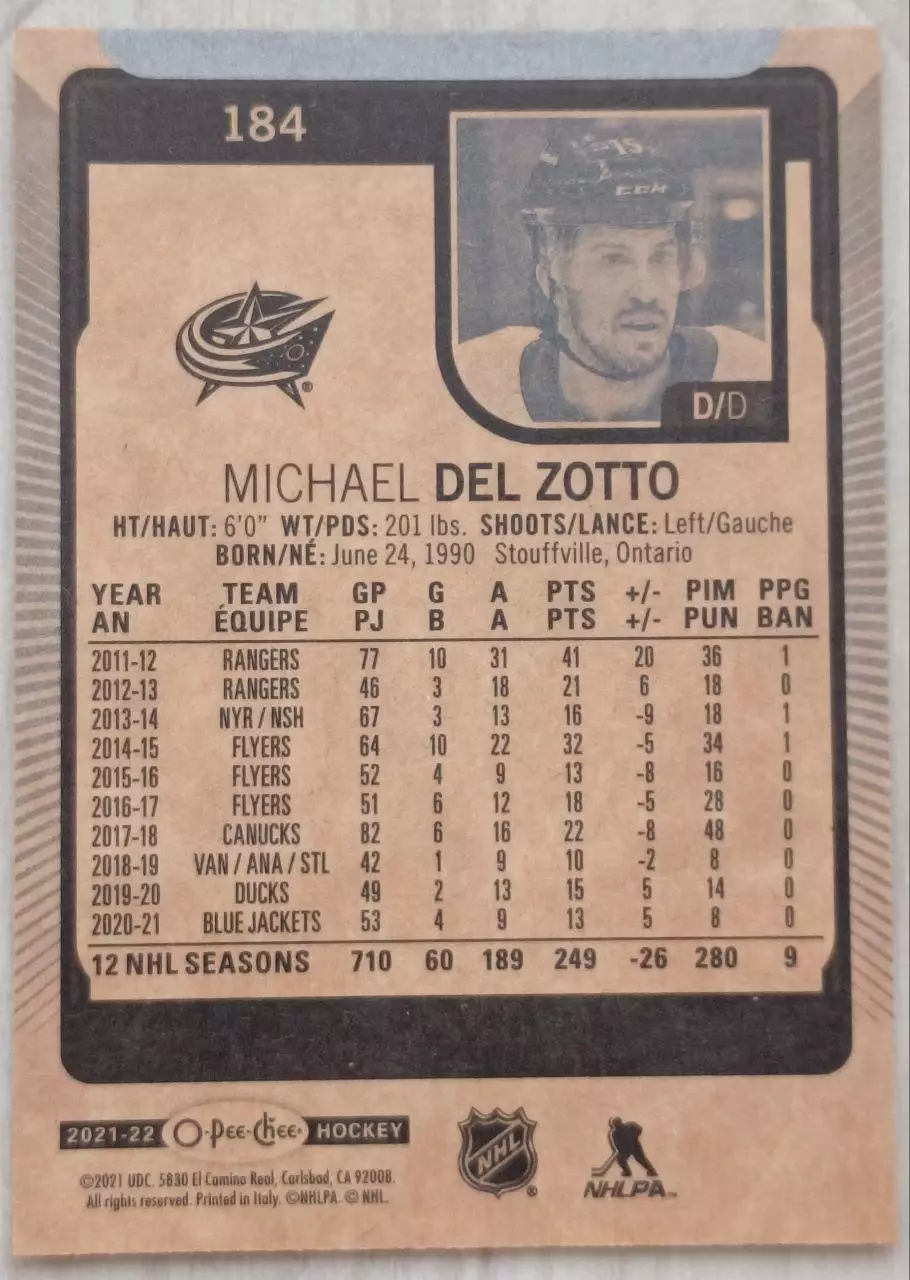 184
19
CCM
D/D
MICHAEL DEL ZOTTO
HT/HAUT: 6'0" WT/PDS: 201 lbs. SHOOTS/LANCE: Left/Gauche
BORN/NÉ: June 24, 1990 Stouffville, Ontario
YEAR TEAM GP G A PTS +/- PIM PPG
AN ÉQUIPE PJ B A PTS +/- PUN BAN
2011-12 RANGERS 77 10 31 41 20 36 1
2012-13 RANGERS 46 3 18 21 6 18 0
2013-14 NYR / NSH 67 3 13 16 -9 18 1
2014-15 FLYERS 64 10 22 32 -5 34 1
2015-16 FLYERS 52 4 9 13 -8 16 0
2016-17 FLYERS 51 6 12 18 -5 28 0
2017-18 CANUCKS 82 6 16 22 -8 48 0
2018-19 VAN / ANA / STL 42 1 9 10 -2 8 0
2019-20 DUCKS 49 2 13 15 5 14 0
2020-21 BLUE JACKETS 53 4 9 13 5 8 0
12 NHL SEASONS 710 60 189 249 -26 280 9
2021-22 O-Pee-Chee HOCKEY
©2021 UDC. 5830 El Camino Real, Carlsbad, CA 92008.
All rights reserved. Printed in Italy. ©NHLPA. © NHL.
NHL ®
NHLPA™